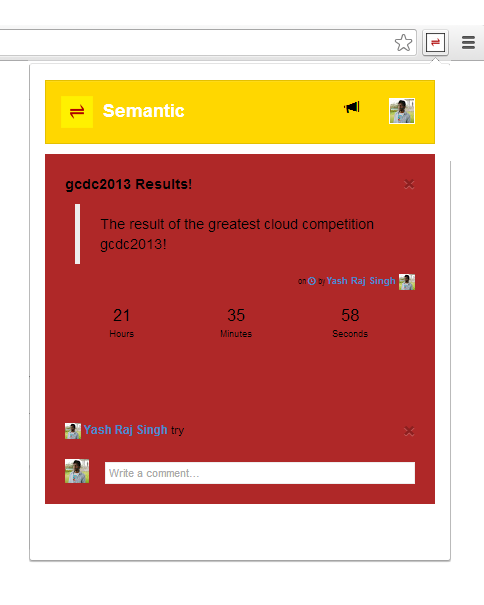 Semantic
gcdc2013 Results!
The result of the greatest cloud competition
gcdc2013!
on by Yash Raj Singh
21 35 58
Hours Minutes Seconds
Yash Raj Singh try
Write a comment...